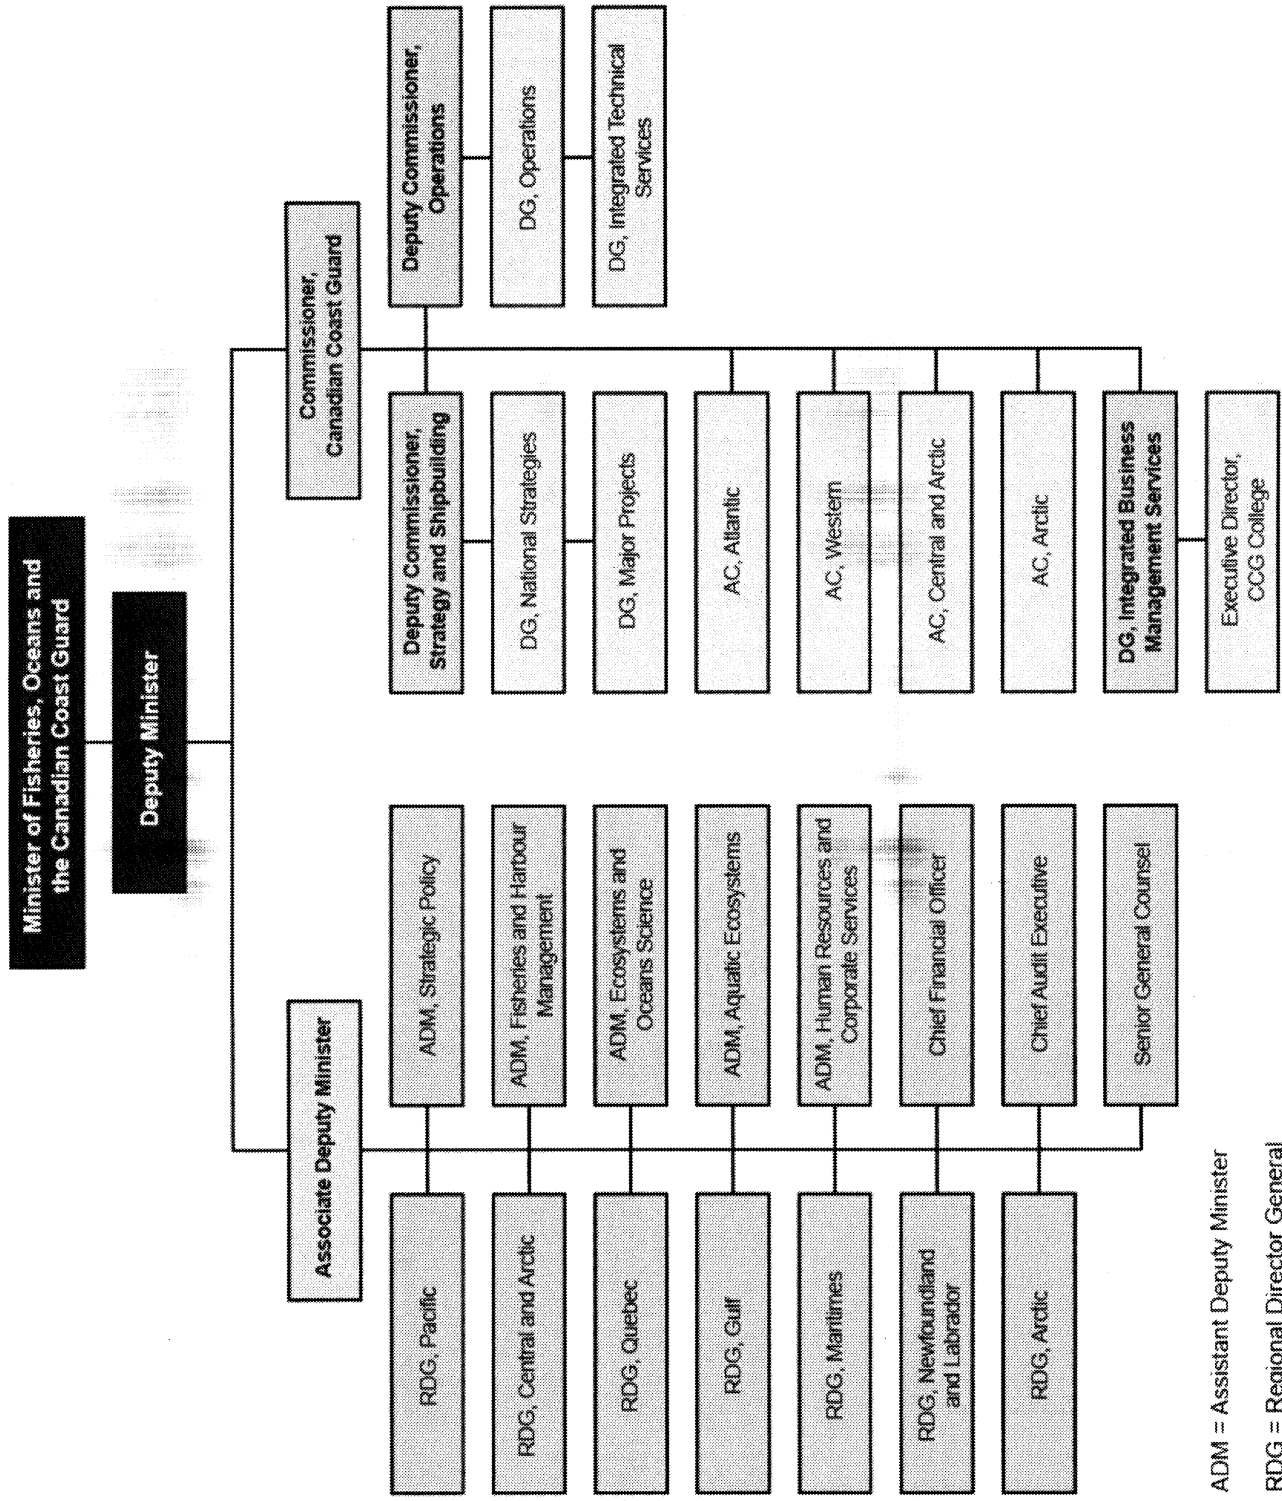 Minister of Fisheries, Oceans and
the Canadian Coast Guard
Deputy Minister
Associate Deputy Minister
Commissioner,
Canadian Coast Guard
RDG, Pacific
RDG, Central and Arctic
RDG, Quebec
RDG, Gulf
RDG, Maritimes
RDG, Newfoundland
and Labrador
RDG, Arctic
ADM, Strategic Policy
ADM, Fisheries and Harbour
Management
ADM, Ecosystems and
Oceans Science
ADM, Aquatic Ecosystems
ADM, Human Resources and
Corporate Services
Chief Financial Officer
Chief Audit Executive
Senior General Counsel
Deputy Commissioner,
Strategy and Shipbuilding
DG, National Strategies
DG, Major Projects
AC, Atlantic
AC, Western
AC, Central and Arctic
AC, Arctic
DG, Integrated Business
Management Services
Executive Director,
CCG College
Deputy Commissioner,
Operations
DG, Operations
DG, Integrated Technical
Services
ADM = Assistant Deputy Minister
RDG = Regional Director General